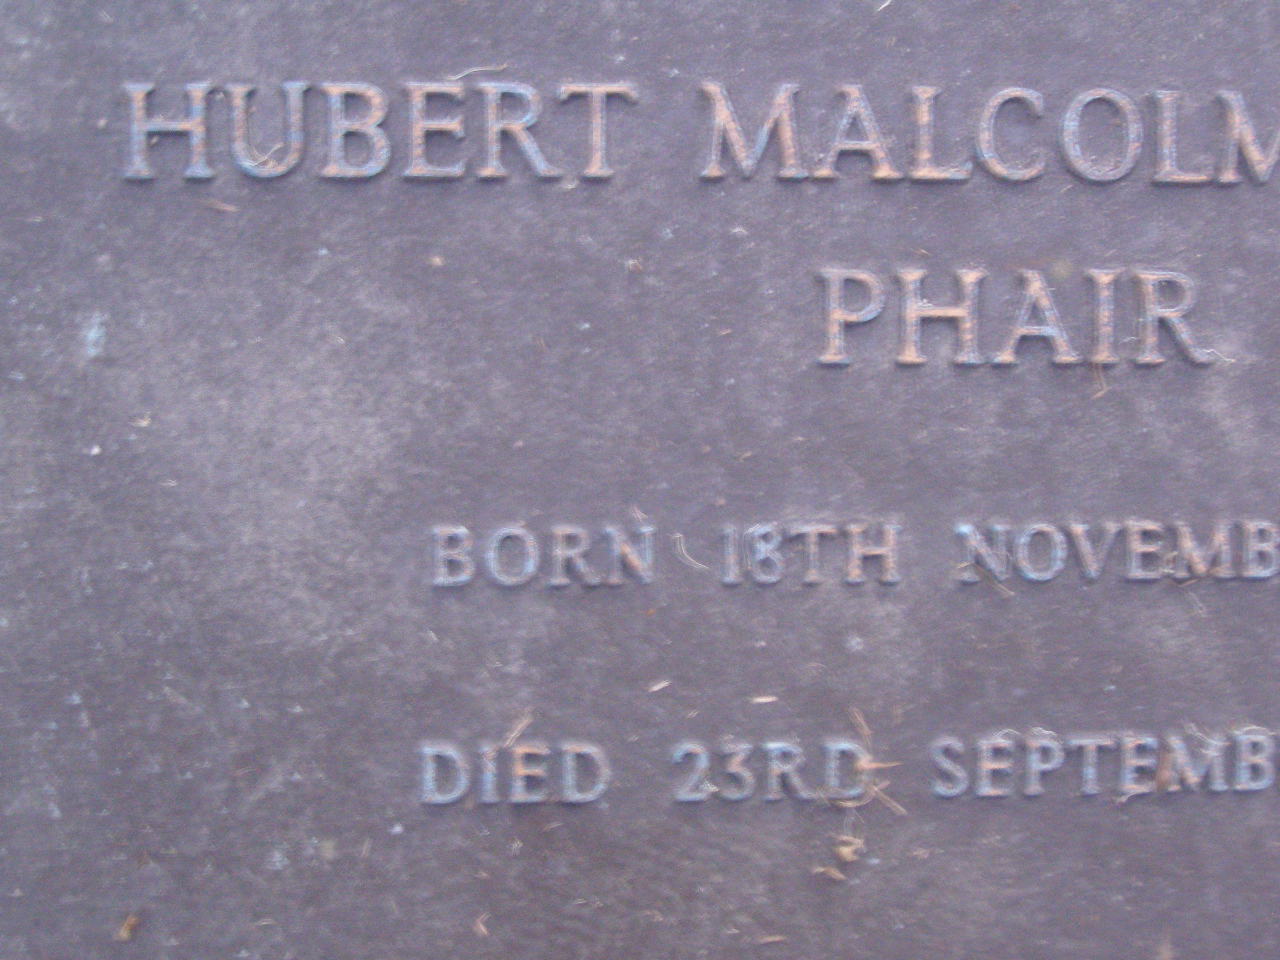 HUBERT MALCOLM
PHAIR
BORN 18TH NOVEMB
DIED 23RD SEPTEMB